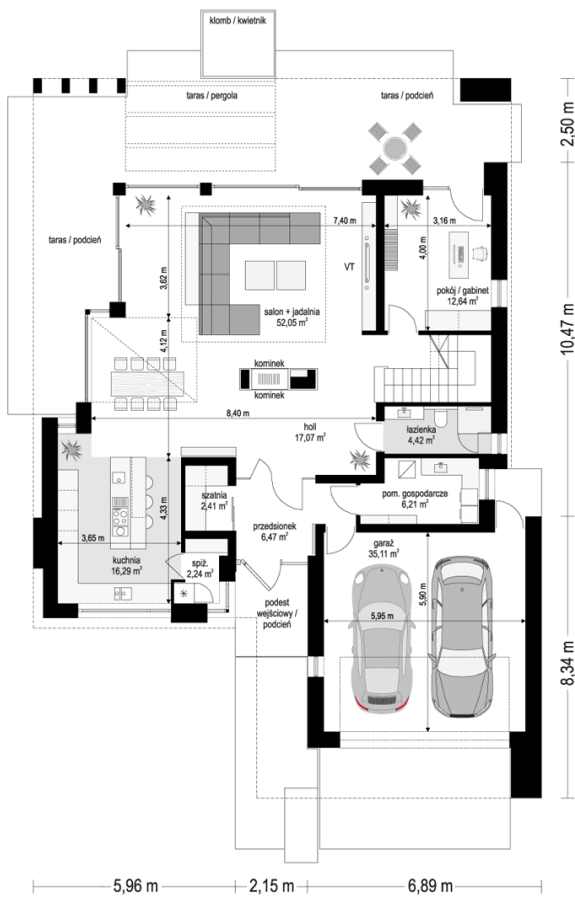 klomb / kwietnik
taras / pergola
taras / podcień
2,50 m
7,40 m
3,16 m
taras / podcień
4,00 m
VT
3,62 m
pokój / gabinet
12,64 m²
salon + jadalnia
52,05 m²
10,47 m
4,12 m
kominek
kominek
8,40 m
holl
17,07 m²
łazienka
4,42 m²
szatnia
2,41 m²
pom. gospodarcze
6,21 m²
4,33 m
przedsionek
6,47 m²
3,65 m
garaż
35,11 m²
kuchnia
16,29 m²
spiż.
2,24 m²
5,90 m
podest
wejściowy /
podcień
5,95 m
8,34 m
5,96 m
2,15 m
6,89 m